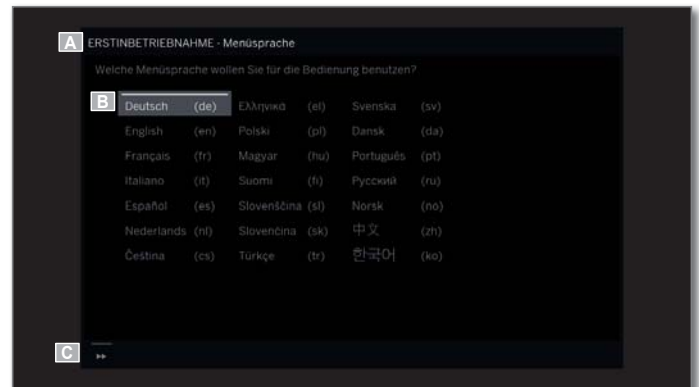 A ERSTINBETRIEBNAHME - Menüsprache
Welche Menüsprache wollen Sie für die Bedienung benutzen?
B Deutsch (de) Ελληνικά (el) Svenska (sv)
English (en) Polski (pl) Dansk (da)
Français (fr) Magyar (hu) Português (pt)
Italiano (it) Suomi (fi) Русский (ru)
Español (es) Slovenščina (sl) Norsk (no)
Nederlands (nl) Slovenčina (sk) 中文 (zh)
Čeština (cs) Türkçe (tr) 한국어 (ko)
C